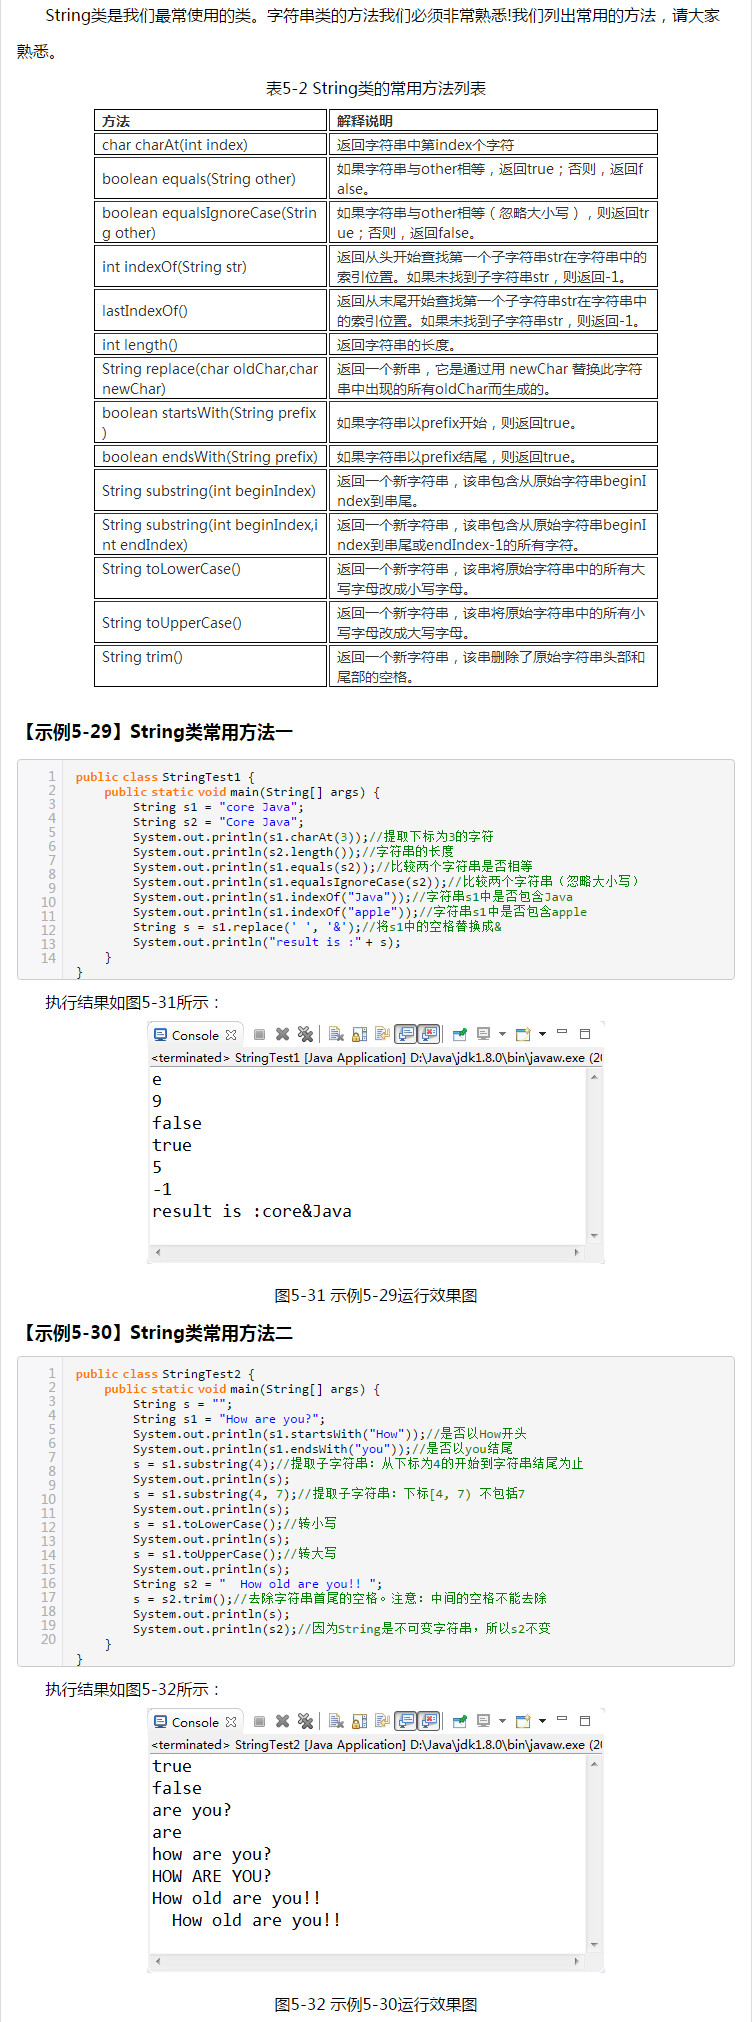 String类是我们最常使用的类。字符串类的方法我们必须非常熟悉!我们列出常用的方法，请大家
熟悉。
表5-2 String类的常用方法列表
方法
解释说明
char charAt(int index)
返回字符串中第index个字符
boolean equals(String other)
如果字符串与other相等，返回true；否则，返回f
alse。
boolean equalsIgnoreCase(Strin
g other)
如果字符串与other相等（忽略大小写），则返回tr
ue；否则，返回false。
int indexOf(String str)
返回从头开始查找第一个子字符串str在字符串中的
索引位置。如果未找到子字符串str，则返回-1。
lastIndexOf()
返回从末尾开始查找第一个子字符串str在字符串中
的索引位置。如果未找到子字符串str，则返回-1。
int length()
返回字符串的长度。
String replace(char oldChar,char
newChar)
返回一个新串，它是通过用 newChar 替换此字符
串中出现的所有oldChar而生成的。
boolean startsWith(String prefix
)
如果字符串以prefix开始，则返回true。
boolean endsWith(String prefix)
如果字符串以prefix结尾，则返回true。
String substring(int beginIndex)
返回一个新字符串，该串包含从原始字符串beginI
ndex到串尾。
String substring(int beginIndex,i
nt endIndex)
返回一个新字符串，该串包含从原始字符串beginI
ndex到串尾或endIndex-1的所有字符。
String toLowerCase()
返回一个新字符串，该串将原始字符串中的所有大
写字母改成小写字母。
String toUpperCase()
返回一个新字符串，该串将原始字符串中的所有小
写字母改成大写字母。
String trim()
返回一个新字符串，该串删除了原始字符串头部和
尾部的空格。
【示例5-29】String类常用方法一
1 public class StringTest1 {
2 public static void main(String[] args) {
3 String s1 = "core Java";
4 String s2 = "Core Java";
5 System.out.println(s1.charAt(3));//提取下标为3的字符
6 System.out.println(s2.length());//字符串的长度
7 System.out.println(s1.equals(s2));//比较两个字符串是否相等
8 System.out.println(s1.equalsIgnoreCase(s2));//比较两个字符串（忽略大小写）
9 System.out.println(s1.indexOf("Java"));//字符串s1中是否包含Java
10 System.out.println(s1.indexOf("apple"));//字符串s1中是否包含apple
11 String s = s1.replace(' ', '&');//将s1中的空格替换成&
12 System.out.println("result is :" + s);
13 }
14 }
执行结果如图5-31所示：
Console
<terminated> StringTest1 [Java Application] D:\Java\jdk1.8.0\bin\javaw.exe (20
e
9
false
true
5
-1
result is :core&Java
图5-31 示例5-29运行效果图
【示例5-30】String类常用方法二
1 public class StringTest2 {
2 public static void main(String[] args) {
3 String s = "";
4 String s1 = "How are you?";
5 System.out.println(s1.startsWith("How"));//是否以How开头
6 System.out.println(s1.endsWith("you"));//是否以you结尾
7 s = s1.substring(4);//提取子字符串：从下标为4的开始到字符串结尾为止
8 System.out.println(s);
9 s = s1.substring(4, 7);//提取子字符串：下标[4, 7) 不包括7
10 System.out.println(s);
11 s = s1.toLowerCase();//转小写
12 System.out.println(s);
13 s = s1.toUpperCase();//转大写
14 System.out.println(s);
15 String s2 = "  How old are you!! ";
16 s = s2.trim();//去除字符串首尾的空格。注意：中间的空格不能去除
17 System.out.println(s);
18 System.out.println(s2);//因为String是不可变字符串，所以s2不变
19 }
20 }
执行结果如图5-32所示：
Console
<terminated> StringTest2 [Java Application] D:\Java\jdk1.8.0\bin\javaw.exe (20
true
false
are you?
are
how are you?
HOW ARE YOU?
How old are you!!
  How old are you!!
图5-32 示例5-30运行效果图